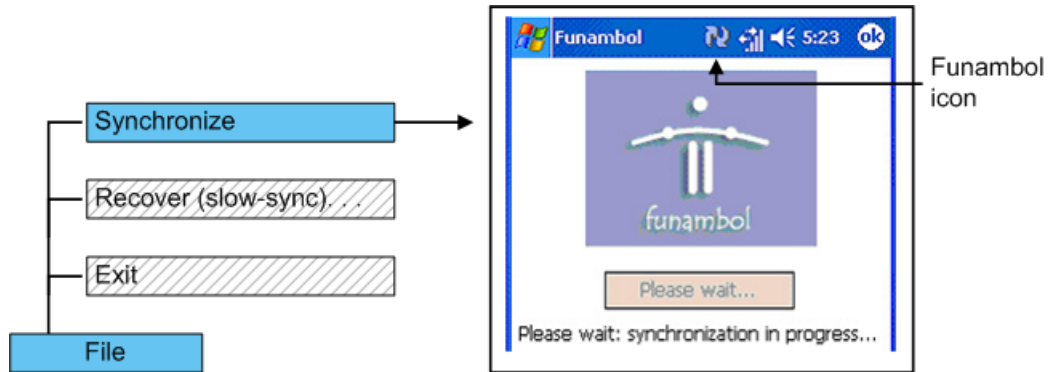 Synchronize
Recover (slow-sync). . .
Exit
File
Funambol 5:23 ok
funambol
Please wait...
Please wait: synchronization in progress...
Funambol
icon